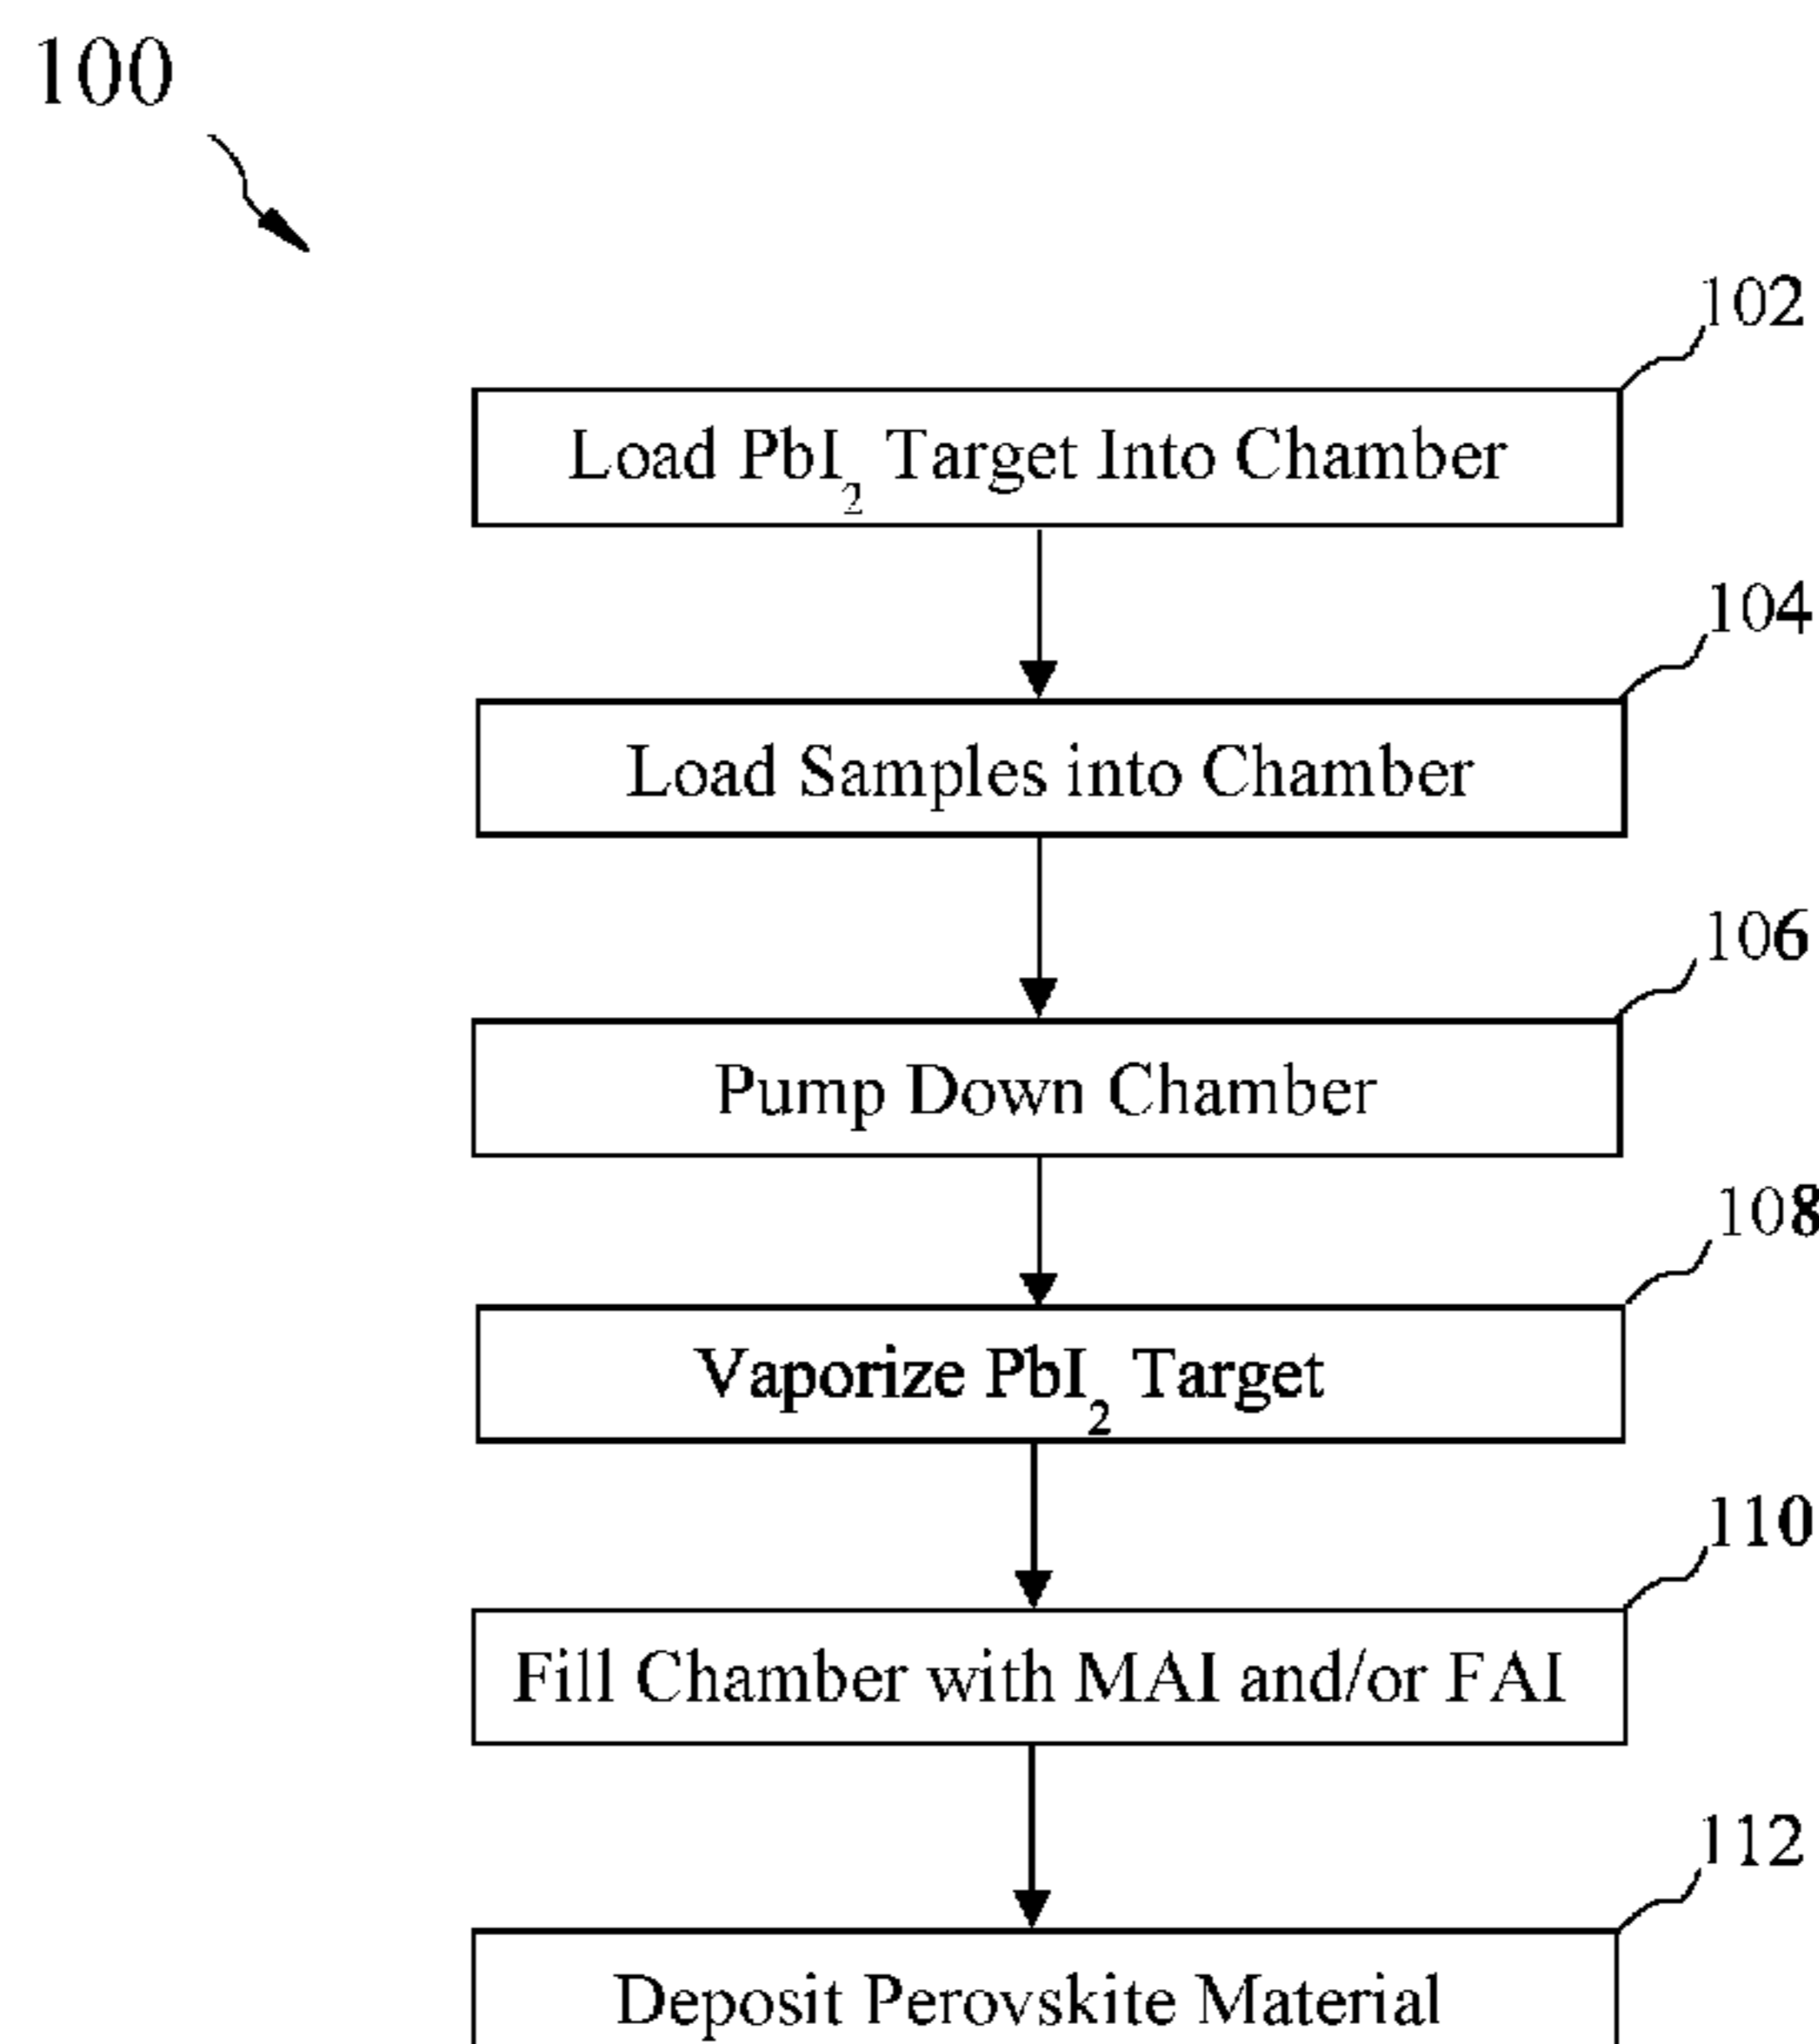 100
102
Load PbI₂ Target Into Chamber
104
Load Samples into Chamber
106
Pump Down Chamber
108
Vaporize PbI₂ Target
110
Fill Chamber with MAI and/or FAI
112
Deposit Perovskite Material